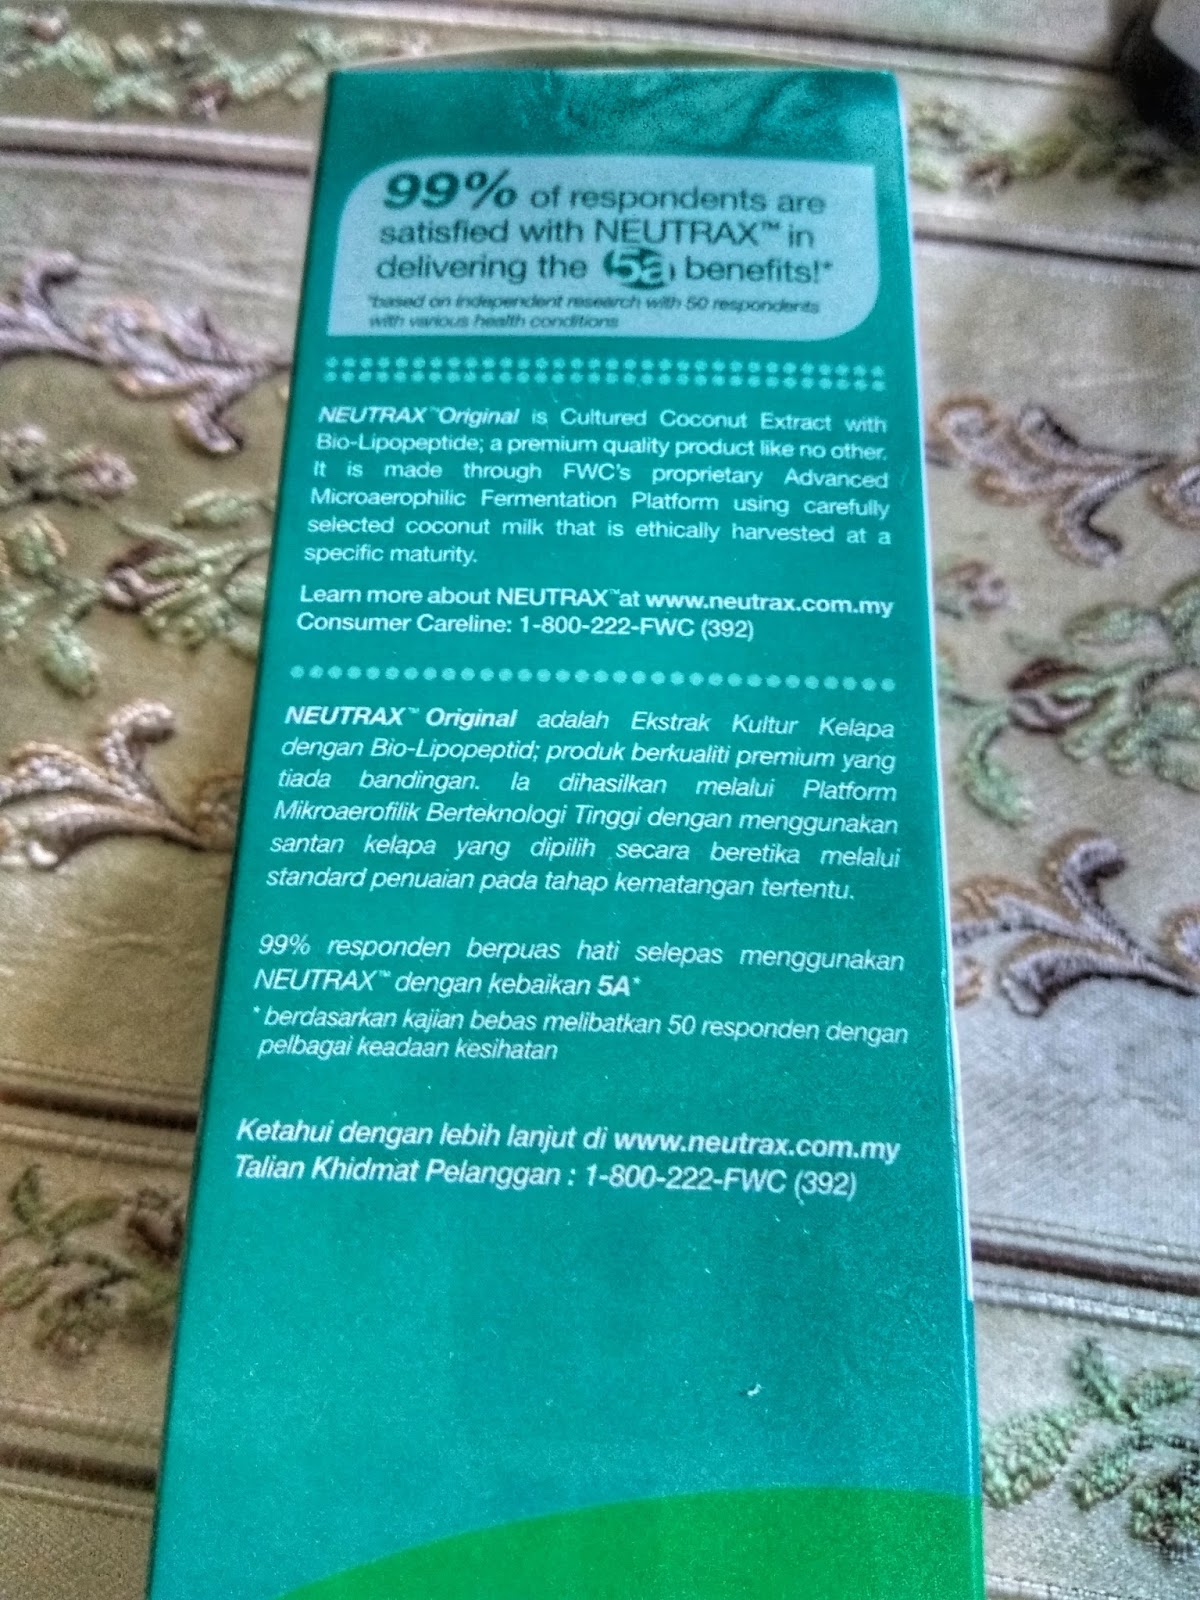 99% of respondents are
satisfied with NEUTRAX™ in
delivering the 5a benefits!*
*based on independent research with 50 respondents
with various health conditions
NEUTRAX™ Original is Cultured Coconut Extract with
Bio-Lipopeptide; a premium quality product like no other.
It is made through FWC's proprietary Advanced
Microaerophilic Fermentation Platform using carefully
selected coconut milk that is ethically harvested at a
specific maturity.
Learn more about NEUTRAX™ at www.neutrax.com.my
Consumer Careline: 1-800-222-FWC (392)
NEUTRAX™ Original adalah Ekstrak Kultur Kelapa
dengan Bio-Lipopeptid; produk berkualiti premium yang
tiada bandingan. Ia dihasilkan melalui Platform
Mikroaerofilik Berteknologi Tinggi dengan menggunakan
santan kelapa yang dipilih secara beretika melalui
standard penuaian pada tahap kematangan tertentu.
99% responden berpuas hati selepas menggunakan
NEUTRAX™ dengan kebaikan 5A*
* berdasarkan kajian bebas melibatkan 50 responden dengan
pelbagai keadaan kesihatan
Ketahui dengan lebih lanjut di www.neutrax.com.my
Talian Khidmat Pelanggan : 1-800-222-FWC (392)